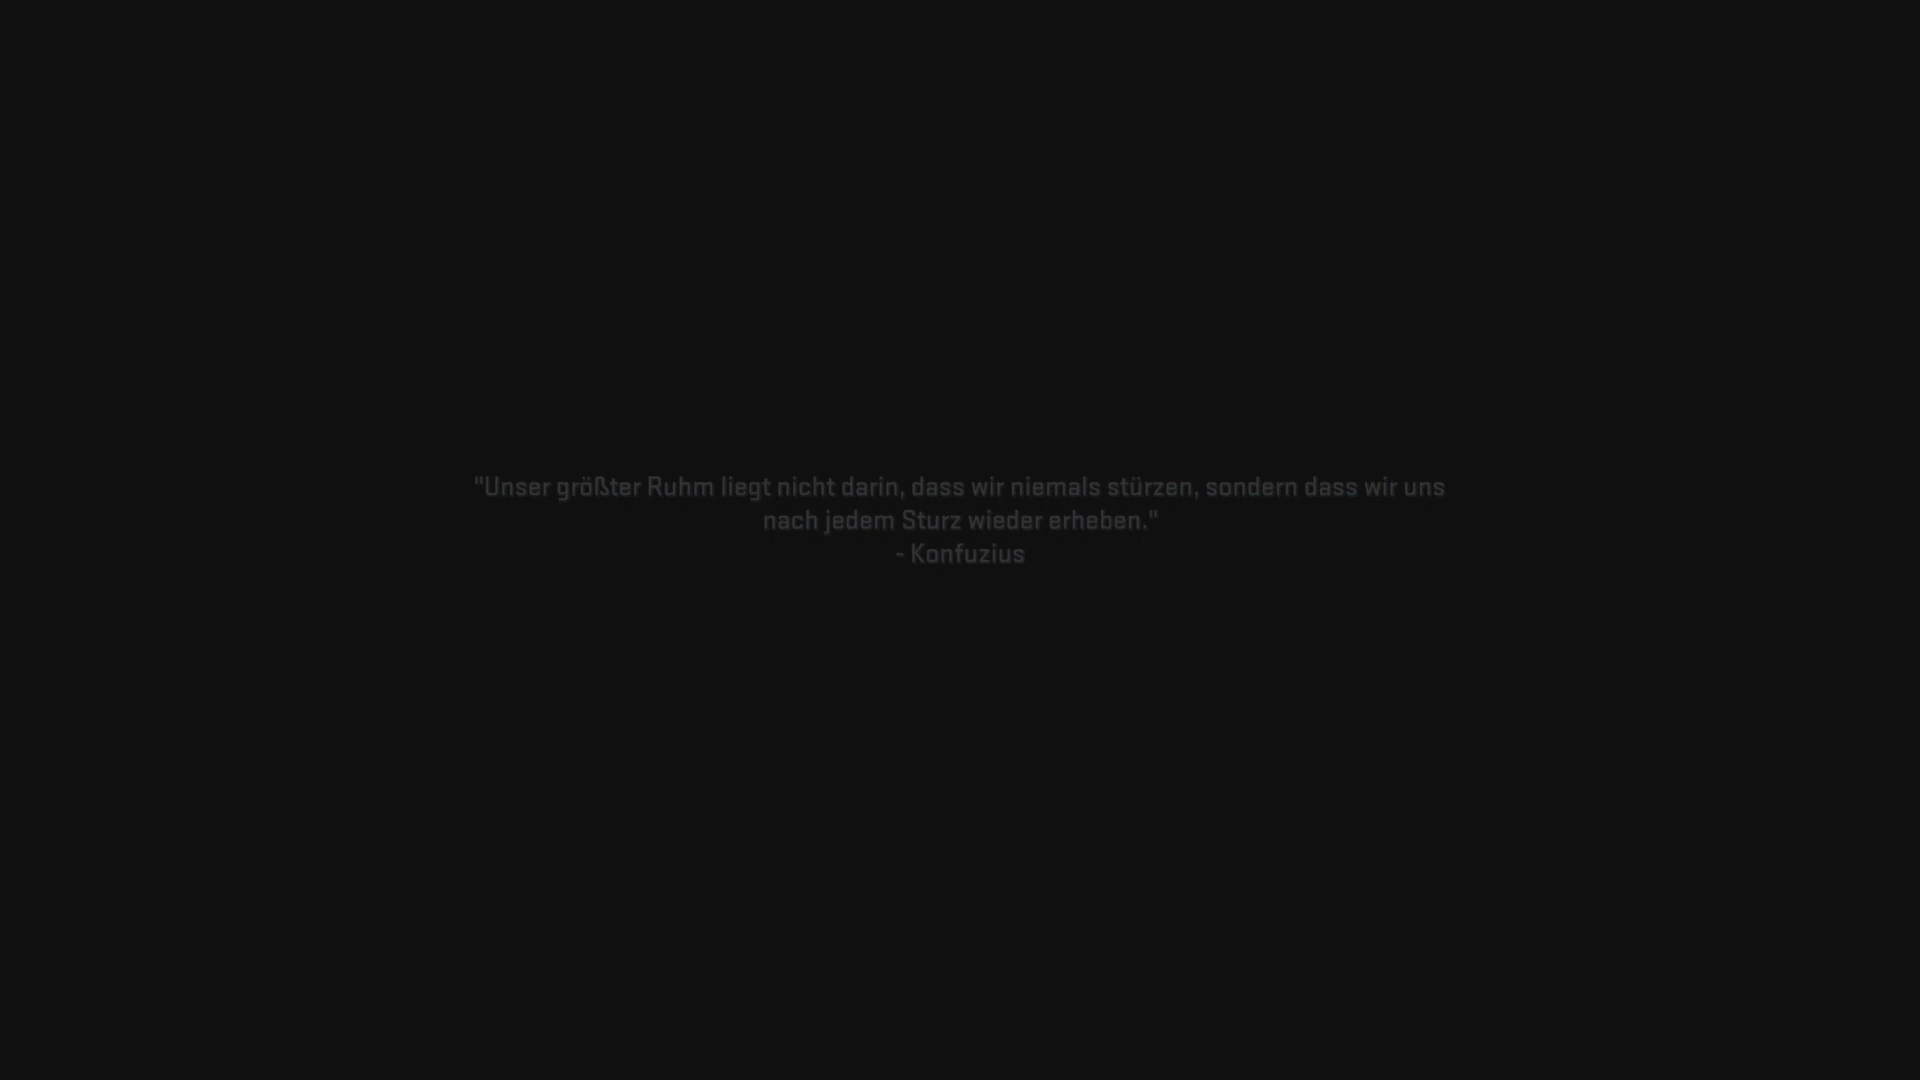 "Unser größter Ruhm liegt nicht darin, dass wir niemals stürzen, sondern dass wir uns
nach jedem Sturz wieder erheben."
- Konfuzius